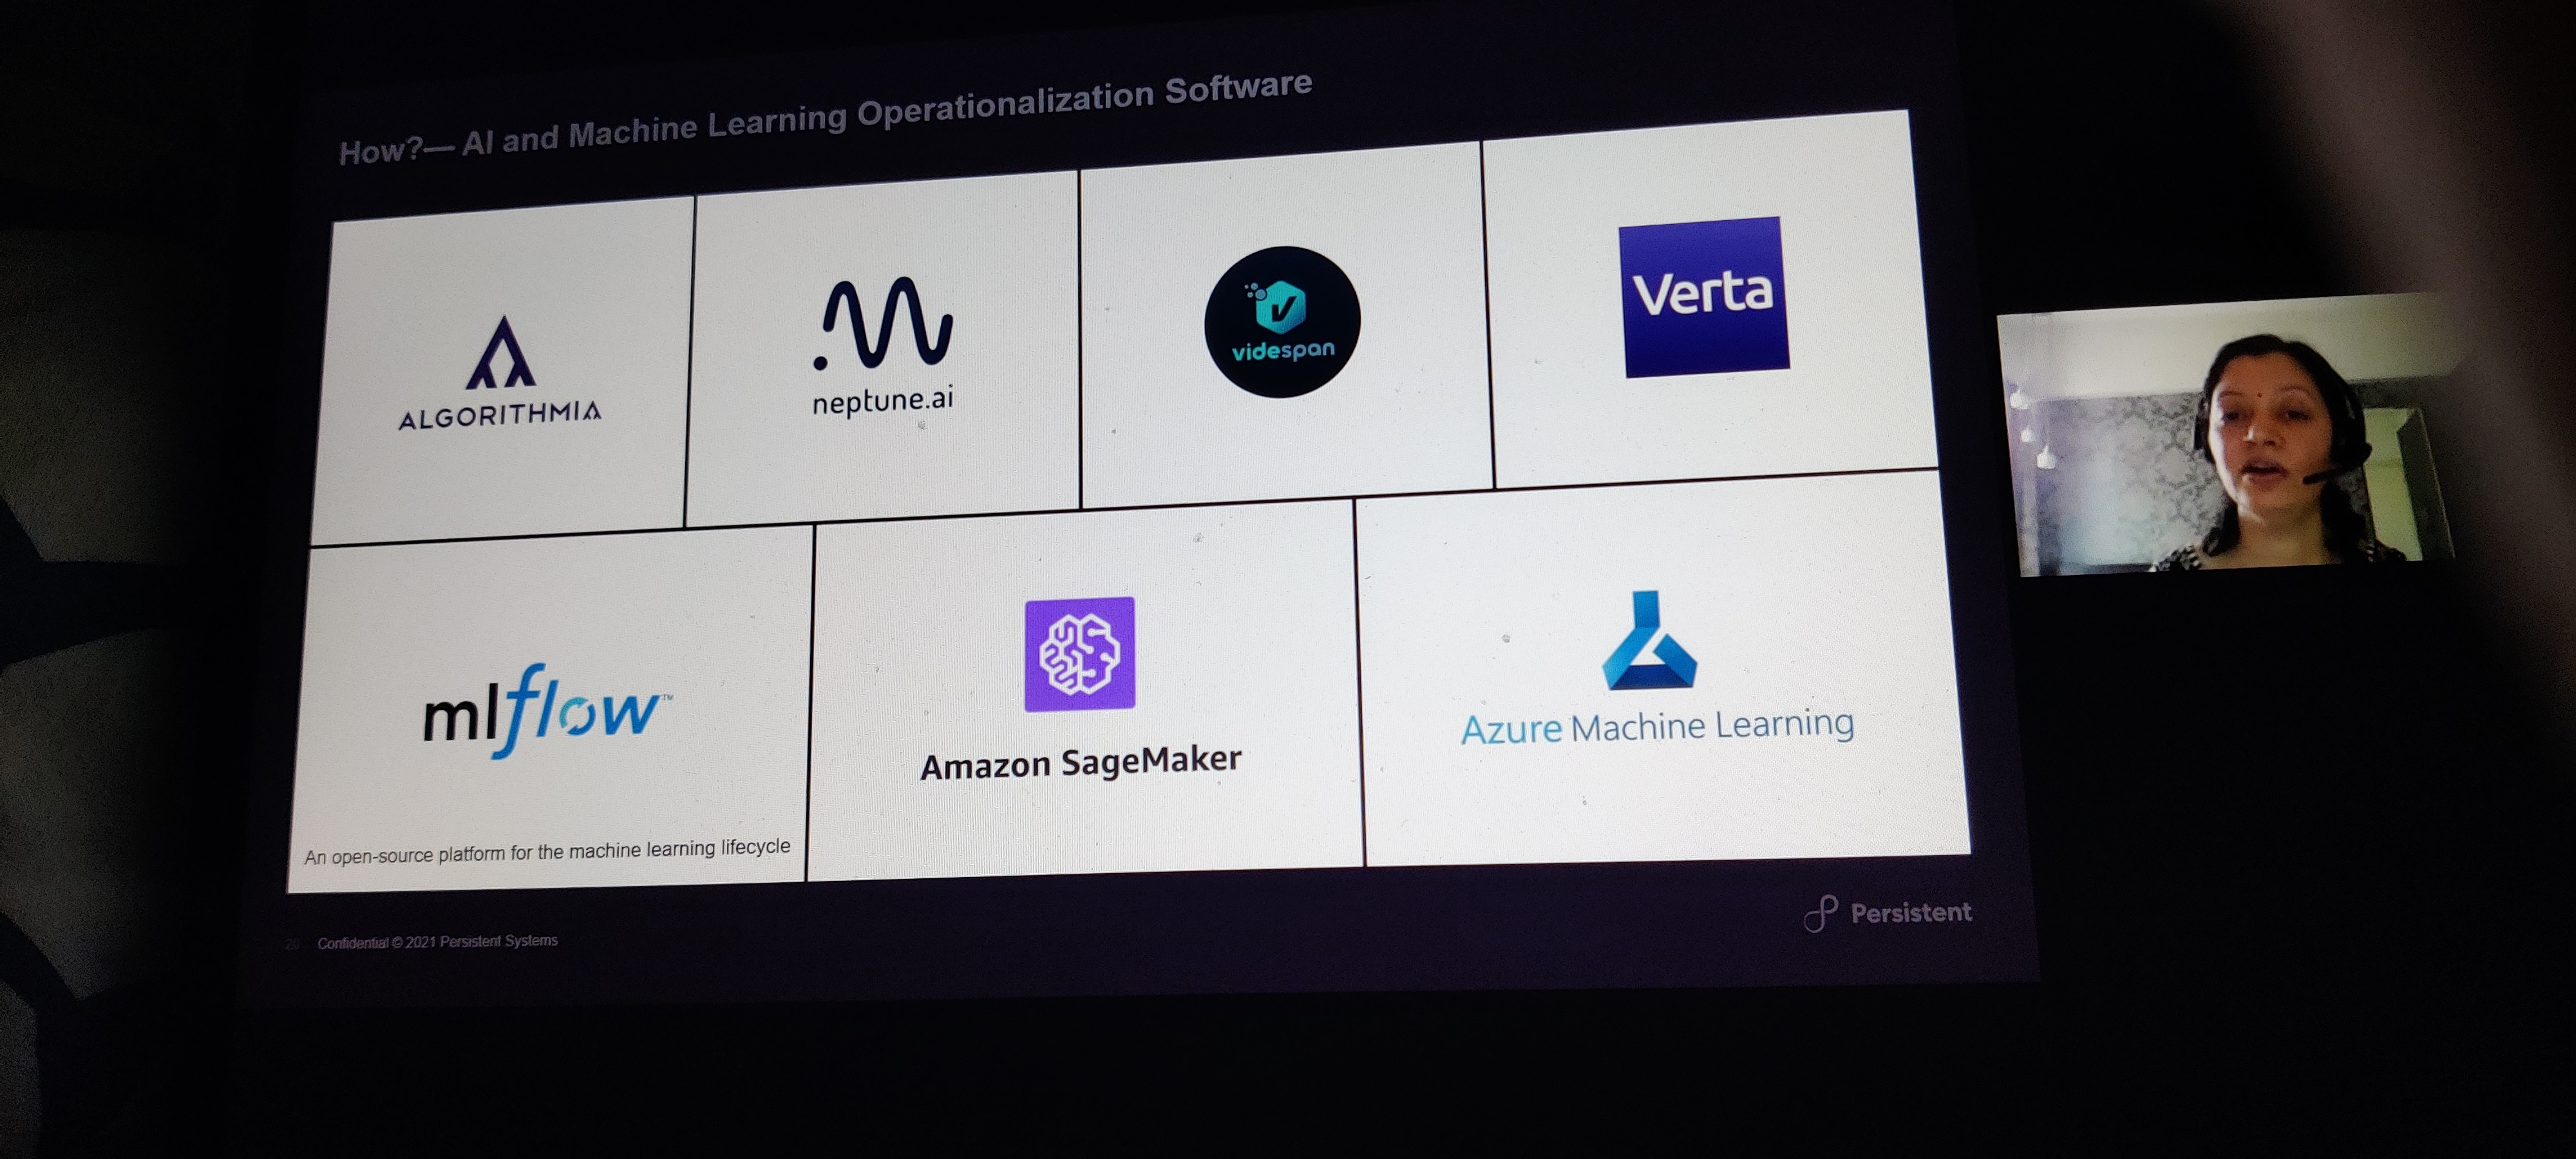 How?— AI and Machine Learning Operationalization Software
ALGORITHMIA
neptune.ai
videspan
Verta
mlflow™
Amazon SageMaker
Azure Machine Learning
An open-source platform for the machine learning lifecycle
20 Confidential © 2021 Persistent Systems
Persistent